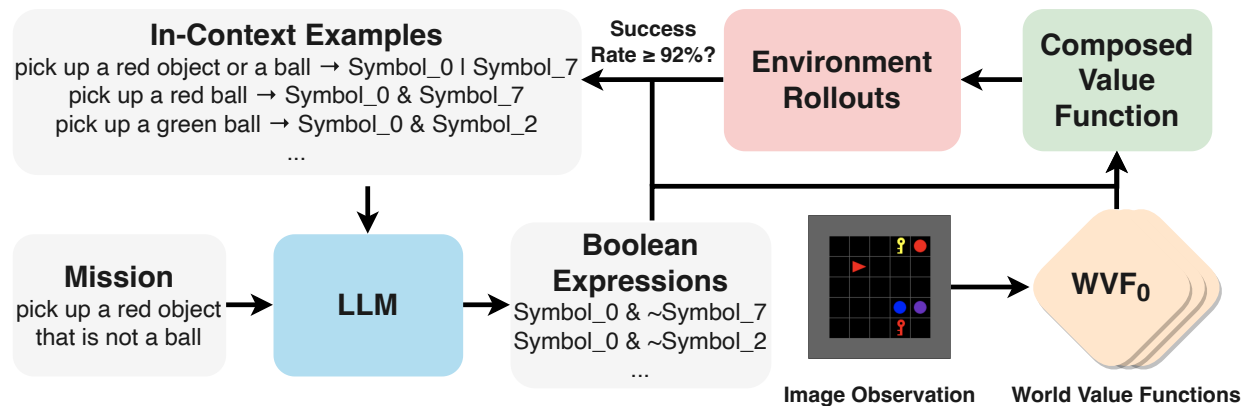 In-Context Examples
pick up a red object or a ball → Symbol_0 | Symbol_7
pick up a red ball → Symbol_0 & Symbol_7
pick up a green ball → Symbol_0 & Symbol_2
...
Success
Rate ≥ 92%?
Environment
Rollouts
Composed
Value
Function
Mission
pick up a red object
that is not a ball
LLM
Boolean
Expressions
Symbol_0 & ~Symbol_7
Symbol_0 & ~Symbol_2
...
Image Observation
WVF₀
World Value Functions